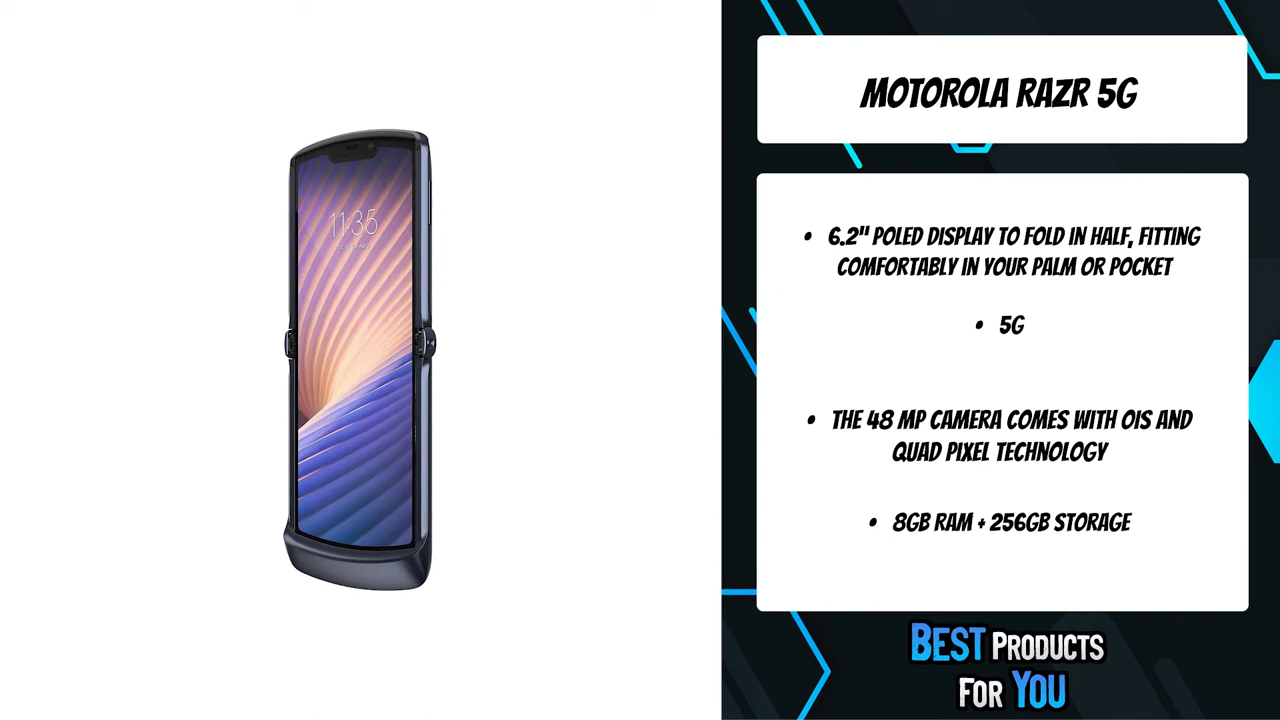 MOTOROLA RAZR 5G
11:35
• 6.2" POLED DISPLAY TO FOLD IN HALF, FITTING
COMFORTABLY IN YOUR PALM OR POCKET
• 5G
• THE 48 MP CAMERA COMES WITH OIS AND
QUAD PIXEL TECHNOLOGY
• 8GB RAM + 256GB STORAGE
BEST PRODUCTS
FOR YOU